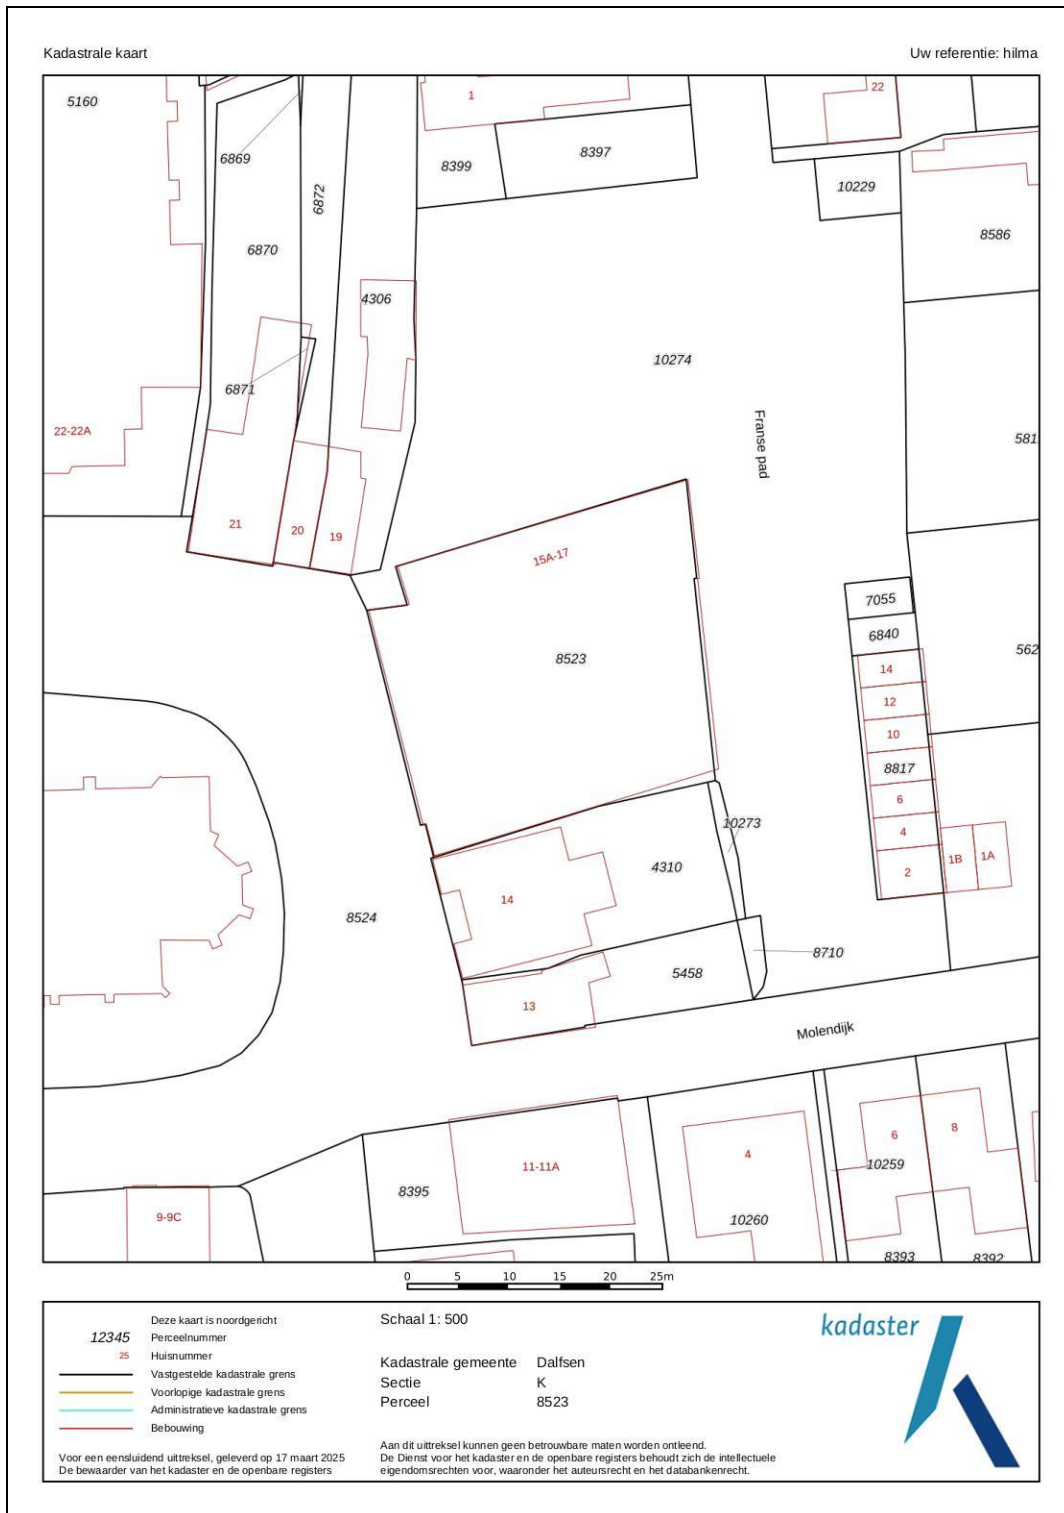 Kadastrale kaart
Uw referentie: hilma
5160
1
22
6869
8399
8397
6872
10229
6870
8586
4306
10274
6871
Franse pad
22-22A
581
21
20
19
15A-17
7055
6840
8523
562
14
12
10
8817
6
4
2
1B
1A
10273
4310
14
8524
8710
5458
13
Molendijk
6
8
4
11-11A
10259
8395
10260
9-9C
8393
8392
0 5 10 15 20 25m
Deze kaart is noordgericht
12345 Perceelnummer
25 Huisnummer
Vastgestelde kadastrale grens
Voorlopige kadastrale grens
Administratieve kadastrale grens
Bebouwing
Voor een eensluidend uittreksel, geleverd op 17 maart 2025
De bewaarder van het kadaster en de openbare registers
Schaal 1: 500
Kadastrale gemeente Dalfsen
Sectie K
Perceel 8523
Aan dit uittreksel kunnen geen betrouwbare maten worden ontleend.
De Dienst voor het kadaster en de openbare registers behoudt zich de intellectuele
eigendomsrechten voor, waaronder het auteursrecht en het databankenrecht.
kadaster